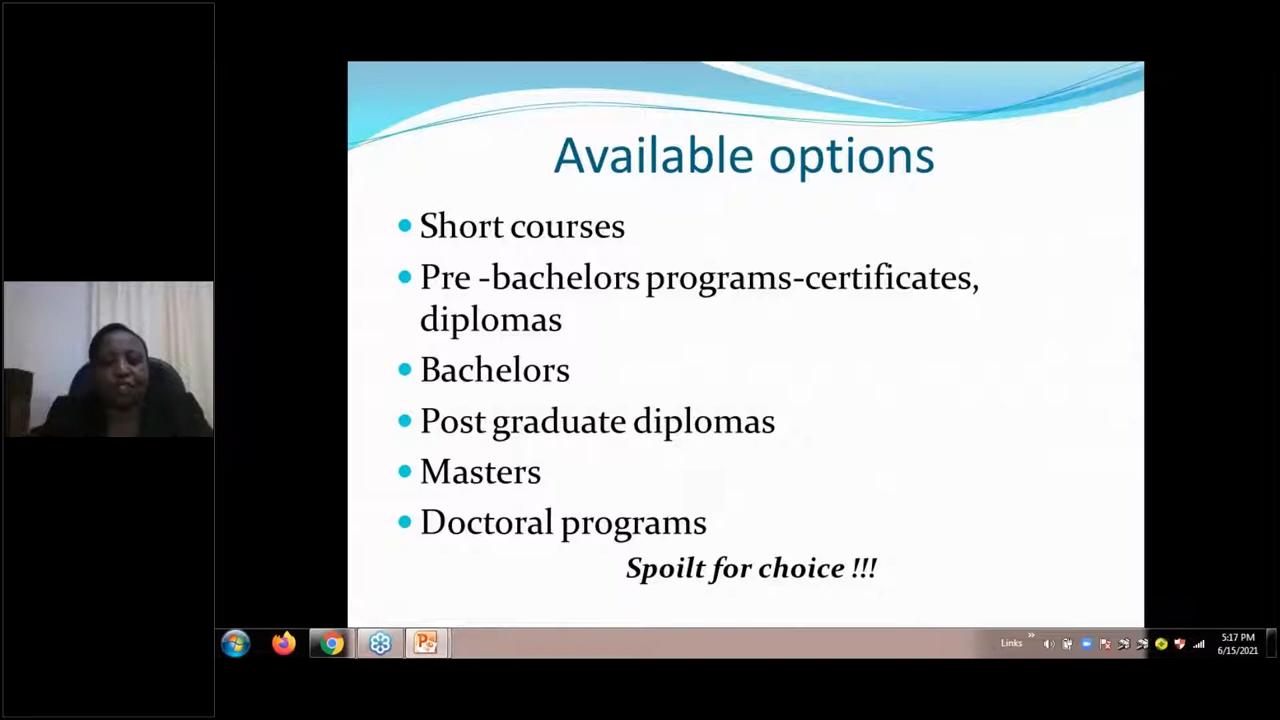 Available options
Short courses
Pre -bachelors programs-certificates,
diplomas
Bachelors
Post graduate diplomas
Masters
Doctoral programs
Spoilt for choice !!!
Links
5:17 PM
6/15/2021